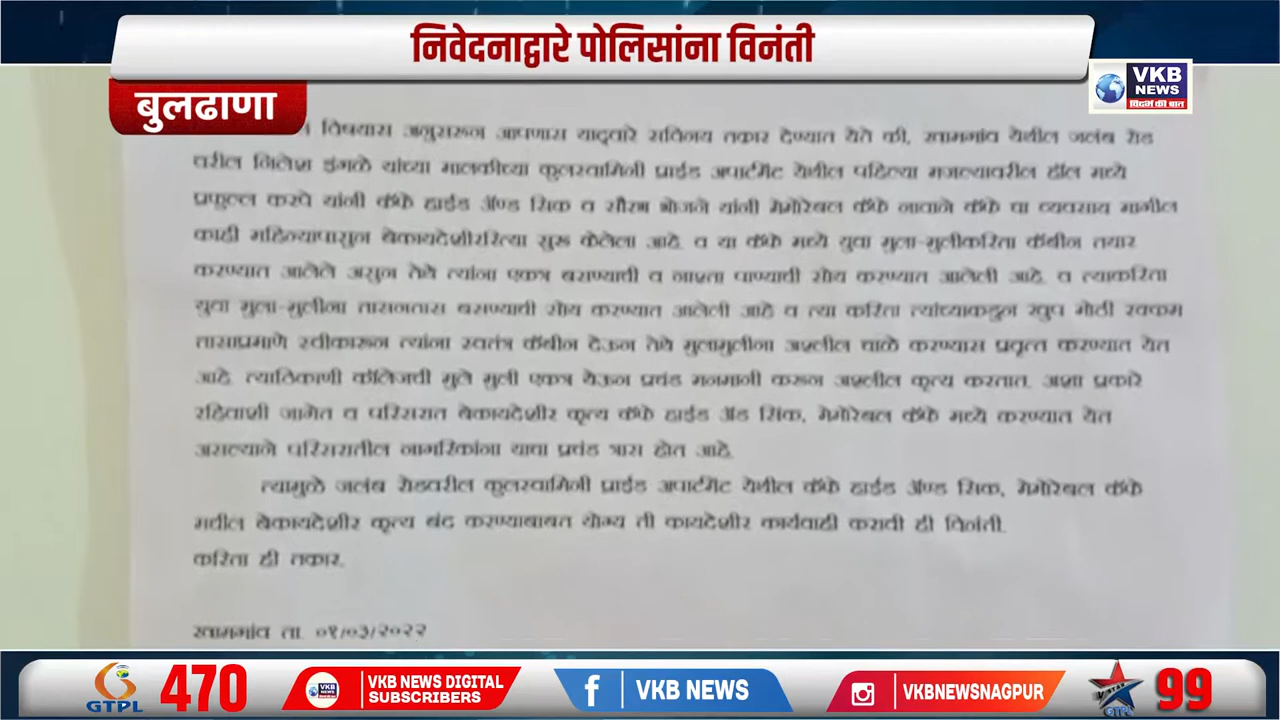 निवेदनाद्वारे पोलिसांना विनंती
VKB
NEWS
विदर्भ की बात
बुलढाणा
विषयास अनुसरून आपणास याद्वारे सविनय तकार देण्यात येते की, खामगांव येथील जलंब रोड
वरील निलेश इंगळे यांच्या मालकीच्या कुलस्वामिनी प्राईड अपार्टमेंट येथील पहिल्या मजल्यावरील हॉल मध्ये
प्रफुल्ल करपे यांनी कॅफे हाईड ॲण्ड सिक व सौरभ भोजने यांनी मेमोरेबल कॅफे नावाने कॅफे चा व्यवसाय मागील
काही महिन्यापासुन बेकायदेशीररित्या सुरू केलेला आहे. व या कॅफे मध्ये युवा मुला-मुलीकरिता कॅबीन तयार
करण्यात आलेले असुन तेथे त्यांना एकत्र बसण्याची व नाश्ता पाण्याची सोय करण्यात आलेली आहे. व त्याकरिता
युवा मुला-मुलींना तासनतास बसण्याची सोय करण्यात आलेली आहे व त्या करिता त्यांच्याकडुन खुप मोठी रक्कम
तासाप्रमाणे स्वीकारून त्यांना स्वतंत्र कॅबीन देऊन तेथे मुलामुलींना अश्लील चाळे करण्यास प्रवृत्त करण्यात येत
आहे. त्याठिकाणी कॉलेजची मुले मुली एकत्र येऊन प्रचंड मनमानी करून अश्लील कृत्य करतात. अशा प्रकारे
रहिवाशी जागेत व परिसरात बेकायदेशीर कृत्य कॅफे हाईड ॲंड सिक, मेमोरेबल कॅफे मध्ये करण्यात येत
असल्याने परिसरातील नागरिकांना याचा प्रचंड त्रास होत आहे.
त्यामुळे जलंब रोडवरील कुलस्वामिनी प्राईड अपार्टमेंट येथील कॅफे हाईड ॲण्ड सिक, मेमोरेबल कॅफे
मधील बेकायदेशीर कृत्य बंद करण्याबाबत योग्य ती कायदेशीर कार्यवाही करावी ही विनंती.
करिता ही तकार.
खामगांव ता. ०१/०३/२०२२
GTPL 470
VKB NEWS DIGITAL
SUBSCRIBERS
VKB NEWS
VKBNEWSNAGPUR
GTPL 99